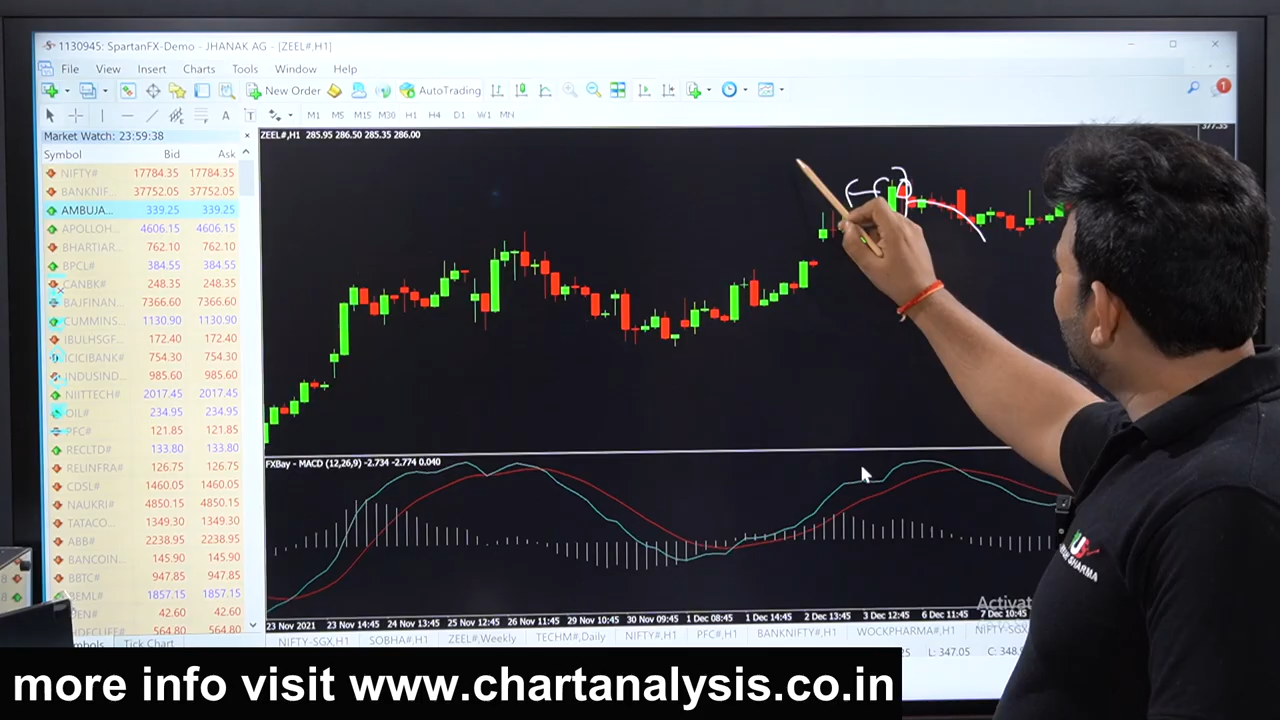 1130945: SpartanFX-Demo - JHANAK AG - [ZEEL#,H1]
File View Insert Charts Tools Window Help
New Order AutoTrading 1
A T M1 M5 M15 M30 H1 H4 D1 W1 MN
Market Watch: 23:59:38
Symbol Bid Ask
NIFTY# 17784.35 17784.35
BANKNIF... 37752.05 37752.05
AMBUJA... 339.25 339.25
APOLLOH... 4606.15 4606.15
BHARTIAR... 762.10 762.10
BPCL# 384.55 384.55
CANBK# 248.35 248.35
BAJFINAN... 7366.60 7366.60
CUMMINS... 1130.90 1130.90
IBULHSGF... 172.40 172.40
ICICIBANK# 754.30 754.30
INDUSIND... 985.60 985.60
NIITTECH# 2017.45 2017.45
OIL# 234.95 234.95
PFC# 121.85 121.85
RECLTD# 133.80 133.80
RELINFRA# 126.75 126.75
CDSL# 1460.05 1460.05
NAUKRI# 4850.15 4850.15
TATACO... 1349.30 1349.30
ABB# 2238.95 2238.95
BANCOIN... 145.90 145.90
BBTC# 947.85 947.85
BEML# 1857.15 1857.15
42.60 42.60
564.80 564.80
Tick Chart
ZEEL#,H1 285.95 286.50 285.35 286.00
377.35
FXBay - MACD (12,26,9) -2.734 -2.774 0.040
Activat
23 Nov 2021 23 Nov 14:45 24 Nov 13:45 25 Nov 12:45 26 Nov 11:45 29 Nov 10:45 30 Nov 09:45 1 Dec 08:45 1 Dec 14:45 2 Dec 13:45 3 Dec 12:45 6 Dec 11:45 7 Dec 10:45
NIFTY-SGX,H1 SOBHA#,H1 ZEEL#,Weekly TECHM#,Daily NIFTY#,H1 PFC#,H1 BANKNIFTY#,H1 WOCKPHARMA#,H1 NIFTY-SGX
L: 347.05
SHARMA
more info visit www.chartanalysis.co.in